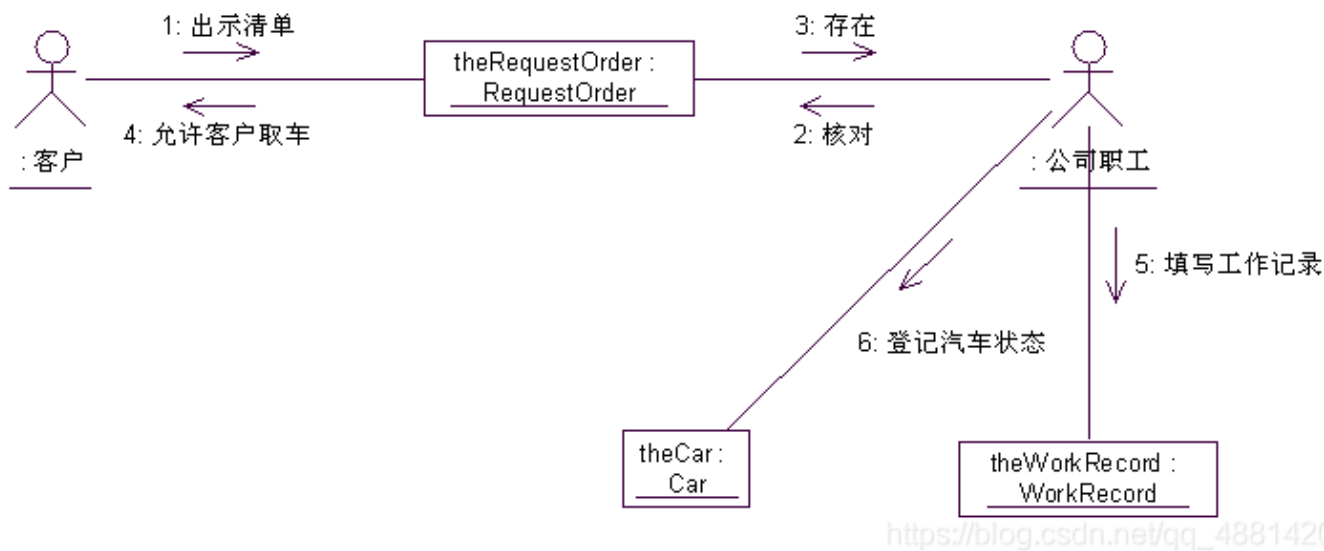 1: 出示清单
3: 存在
theRequestOrder :
RequestOrder
4: 允许客户取车
2: 核对
: 客户
: 公司职工
5: 填写工作记录
6: 登记汽车状态
theCar :
Car
theWorkRecord :
WorkRecord
https://blog.csdn.net/qq_4881420